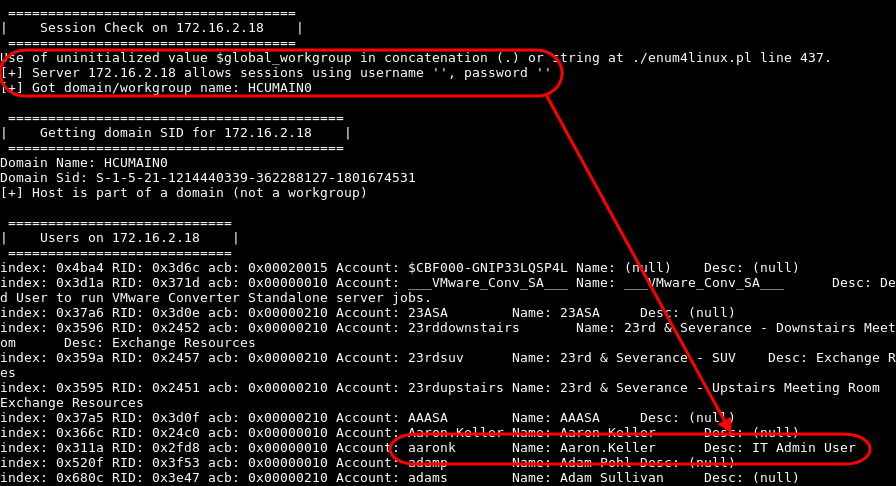 =====================================
|    Session Check on 172.16.2.18    |
=====================================
Use of uninitialized value $global_workgroup in concatenation (.) or string at ./enum4linux.pl line 437.
[+] Server 172.16.2.18 allows sessions using username '', password ''
[+] Got domain/workgroup name: HCUMAIN0
===========================================
|    Getting domain SID for 172.16.2.18    |
===========================================
Domain Name: HCUMAIN0
Domain Sid: S-1-5-21-1214440339-362288127-1801674531
[+] Host is part of a domain (not a workgroup)
============================
|    Users on 172.16.2.18    |
============================
index: 0x4ba4 RID: 0x3d6c acb: 0x00020015 Account: $CBF000-GNIP33LQSP4L Name: (null)    Desc: (null)
index: 0x3d1a RID: 0x371d acb: 0x00000010 Account: ___VMware_Conv_SA___ Name: ___VMware_Conv_SA___      Desc: De
d User to run VMware Converter Standalone server jobs.
index: 0x37a6 RID: 0x3d0e acb: 0x00000210 Account: 23ASA        Name: 23ASA     Desc: (null)
index: 0x3596 RID: 0x2452 acb: 0x00000210 Account: 23rddownstairs       Name: 23rd & Severance - Downstairs Meet
om      Desc: Exchange Resources
index: 0x359a RID: 0x2457 acb: 0x00000210 Account: 23rdsuv      Name: 23rd & Severance - SUV    Desc: Exchange R
es
index: 0x3595 RID: 0x2451 acb: 0x00000210 Account: 23rdupstairs Name: 23rd & Severance - Upstairs Meeting Room
Exchange Resources
index: 0x37a5 RID: 0x3d0f acb: 0x00000210 Account: AAASA        Name: AAASA     Desc: (null)
index: 0x366c RID: 0x24c0 acb: 0x00000010 Account: Aaron.Keller Name: Aaron Keller      Desc: (null)
index: 0x311a RID: 0x2fd8 acb: 0x00000010 Account: aaronk       Name: Aaron.Keller      Desc: IT Admin User
index: 0x520f RID: 0x3f53 acb: 0x00000010 Account: adamp        Name: Adam Pohl Desc: (null)
index: 0x680c RID: 0x3e47 acb: 0x00000210 Account: adams        Name: Adam Sullivan     Desc: (null)